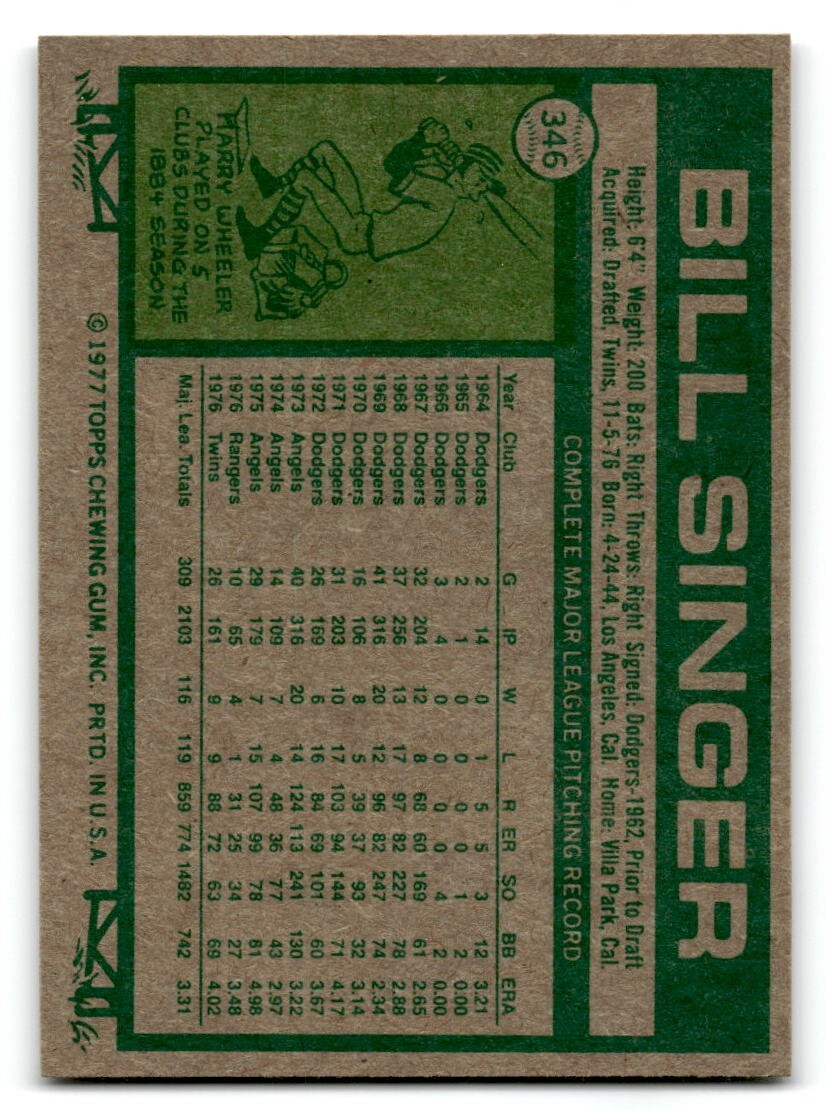 346
BILL SINGER
Height: 6'4" Weight: 200 Bats: Right Throws: Right Signed: Dodgers-1962, Prior to Draft
Acquired: Drafted, Twins, 11-5-76 Born: 4-24-44, Los Angeles, Cal. Home: Villa Park, Cal.
COMPLETE MAJOR LEAGUE PITCHING RECORD
Year Club G IP W L R ER SO BB ERA
1964 Dodgers 2 14 0 1 5 5 3 12 3.21
1965 Dodgers 2 1 0 0 0 0 1 2 0.00
1966 Dodgers 3 4 0 0 0 0 4 2 0.00
1967 Dodgers 32 204 12 8 68 60 169 61 2.65
1968 Dodgers 37 256 13 17 97 82 227 78 2.88
1969 Dodgers 41 316 20 12 96 82 247 74 2.34
1970 Dodgers 16 106 8 5 39 37 93 32 3.14
1971 Dodgers 31 203 10 17 103 94 144 71 4.17
1972 Dodgers 26 169 6 16 84 69 101 60 3.67
1973 Angels 40 316 20 14 124 113 241 130 3.22
1974 Angels 14 109 7 4 48 36 77 43 2.97
1975 Angels 29 179 7 15 107 99 78 81 4.98
1976 Rangers 10 65 4 1 31 25 34 27 3.48
1976 Twins 26 161 9 9 88 72 63 69 4.02
Maj. Lea. Totals 309 2103 116 119 859 774 1482 742 3.31
HARRY WHEELER
PLAYED ON 5
CLUBS DURING THE
1884 SEASON
© 1977 TOPPS CHEWING GUM, INC. PRTD. IN U.S.A.